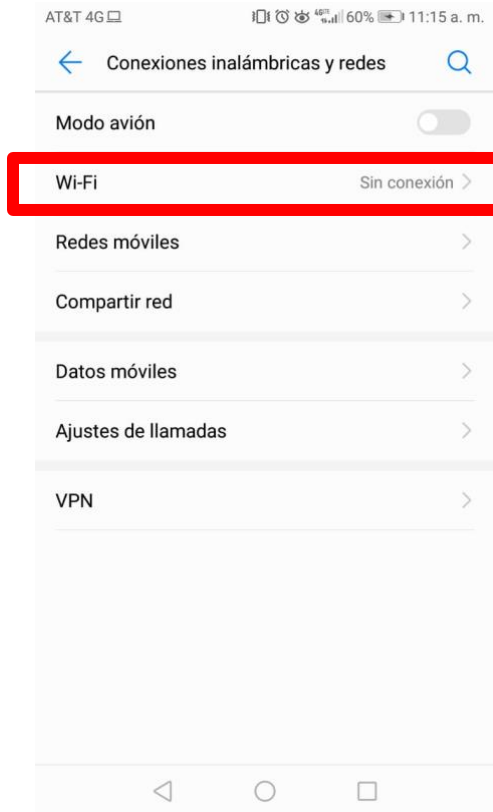 AT&T 4G 60% 11:15 a. m.
Conexiones inalámbricas y redes
Modo avión
Wi-Fi Sin conexión
Redes móviles
Compartir red
Datos móviles
Ajustes de llamadas
VPN